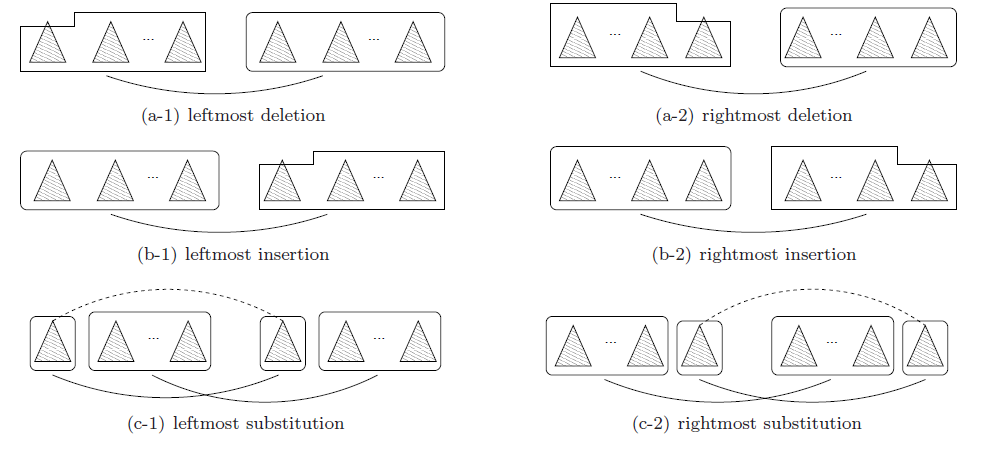 ... ... ... ...
(a-1) leftmost deletion (a-2) rightmost deletion
... ... ... ...
(b-1) leftmost insertion (b-2) rightmost insertion
... ... ... ...
(c-1) leftmost substitution (c-2) rightmost substitution